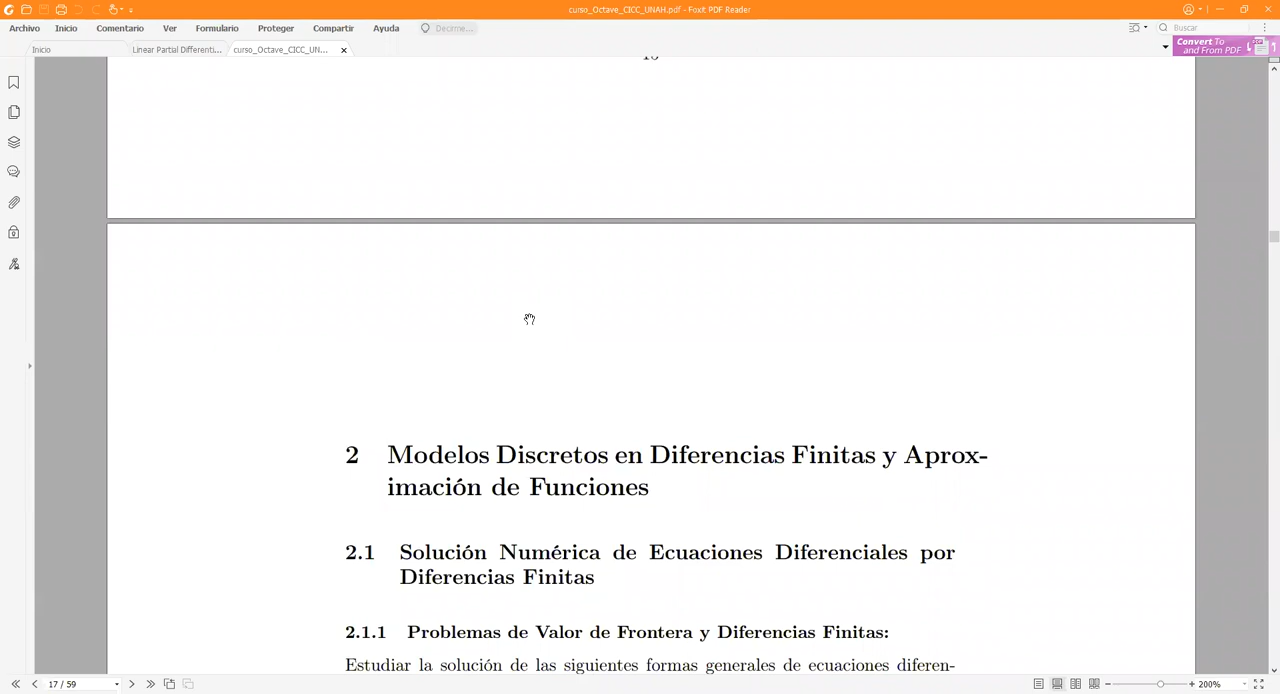 curso_Octave_CICC_UNAH.pdf - Foxit PDF Reader
Archivo Inicio Comentario Ver Formulario Proteger Compartir Ayuda Decirme... Buscar
Inicio Linear Partial Differenti... curso_Octave_CICC_UN... Convert To
and From PDF
2 Modelos Discretos en Diferencias Finitas y Aprox-
imación de Funciones
2.1 Solución Numérica de Ecuaciones Diferenciales por
Diferencias Finitas
2.1.1 Problemas de Valor de Frontera y Diferencias Finitas:
Estudiar la solución de las siguientes formas generales de ecuaciones diferen-
17 / 59 200%